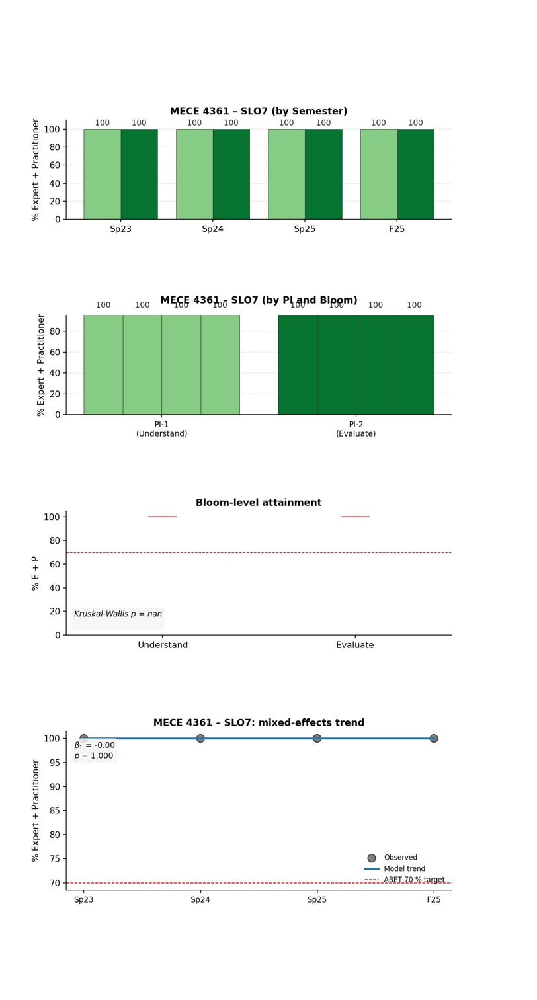 MECE 4361 – SLO7 (by Semester)
100 100 100 100 100 100 100 100
% Expert + Practitioner
100
80
60
40
20
0
Sp23 Sp24 Sp25 F25
MECE 4361 – SLO7 (by PI and Bloom)
100 100 100 100 100 100 100 100
% Expert + Practitioner
80
60
40
20
0
PI-1 PI-2
(Understand) (Evaluate)
Bloom-level attainment
% E + P
100
80
60
40
20
0
Kruskal-Wallis p = nan
Understand Evaluate
MECE 4361 – SLO7: mixed-effects trend
% Expert + Practitioner
100
95
90
85
80
75
70
β₁ = -0.00
p = 1.000
Observed
Model trend
ABET 70 % target
Sp23 Sp24 Sp25 F25